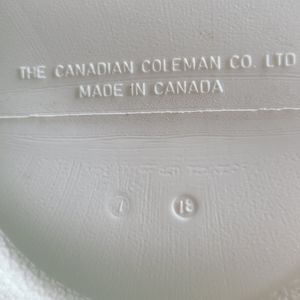 THE CANADIAN COLEMAN CO. LTD
MADE IN CANADA
7 18